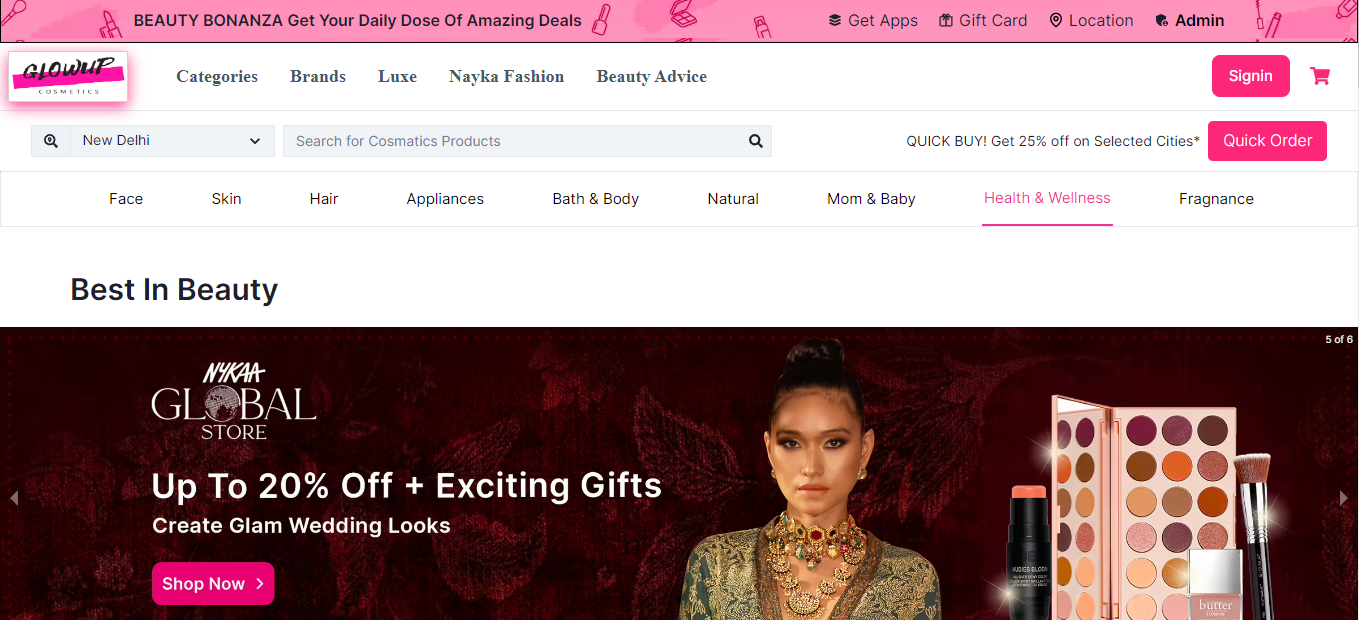 BEAUTY BONANZA Get Your Daily Dose Of Amazing Deals
Get Apps
Gift Card
Location
Admin
GLOWUP
COSMETICS
Categories
Brands
Luxe
Nayka Fashion
Beauty Advice
Signin
New Delhi
Search for Cosmatics Products
QUICK BUY! Get 25% off on Selected Cities*
Quick Order
Face
Skin
Hair
Appliances
Bath & Body
Natural
Mom & Baby
Health & Wellness
Fragnance
Best In Beauty
5 of 6
NYKAA
GLOBAL
STORE
Up To 20% Off + Exciting Gifts
Create Glam Wedding Looks
Shop Now
NUDIES BLOOM
butter
LONDON